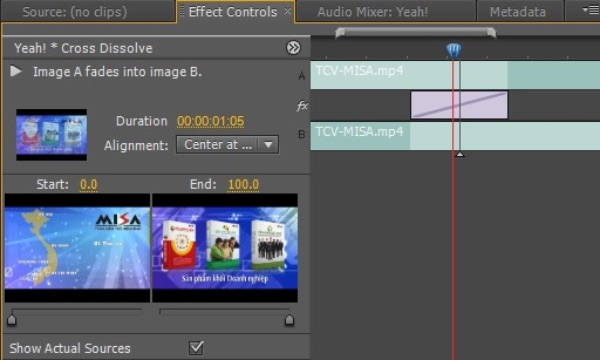 Source: (no clips)
Effect Controls
Audio Mixer: Yeah!
Metadata
Yeah! * Cross Dissolve
Image A fades into image B.
A
TCV-MISA.mp4
fx
Duration 00:00:01:05
Alignment: Center at ...
B
TCV-MISA.mp4
Start: 0.0
End: 100.0
MISA
Sản phẩm khối Doanh nghiệp
Show Actual Sources